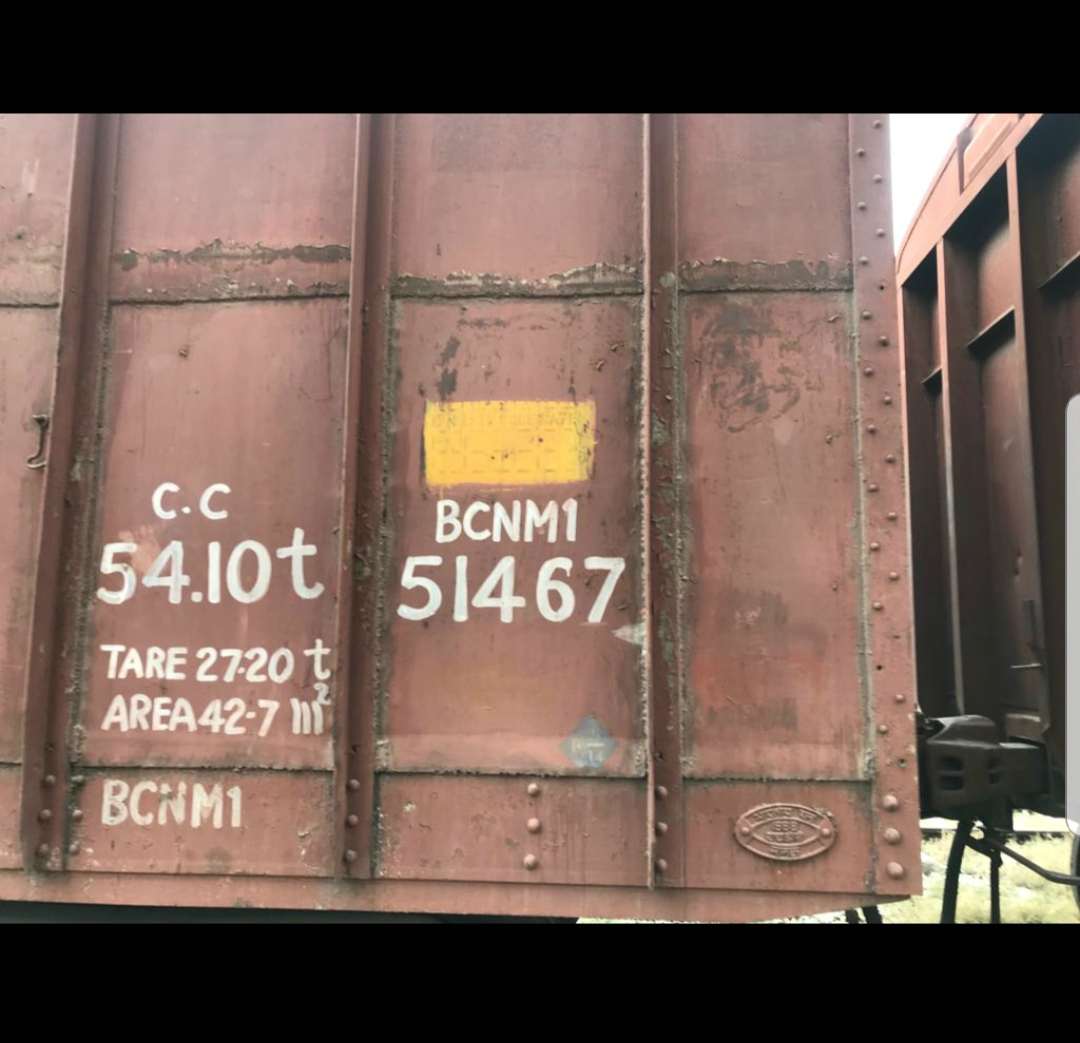 C.C
54.10t
TARE 27.20 t
AREA 42.7 m²
BCNM1
BCNM1
51467